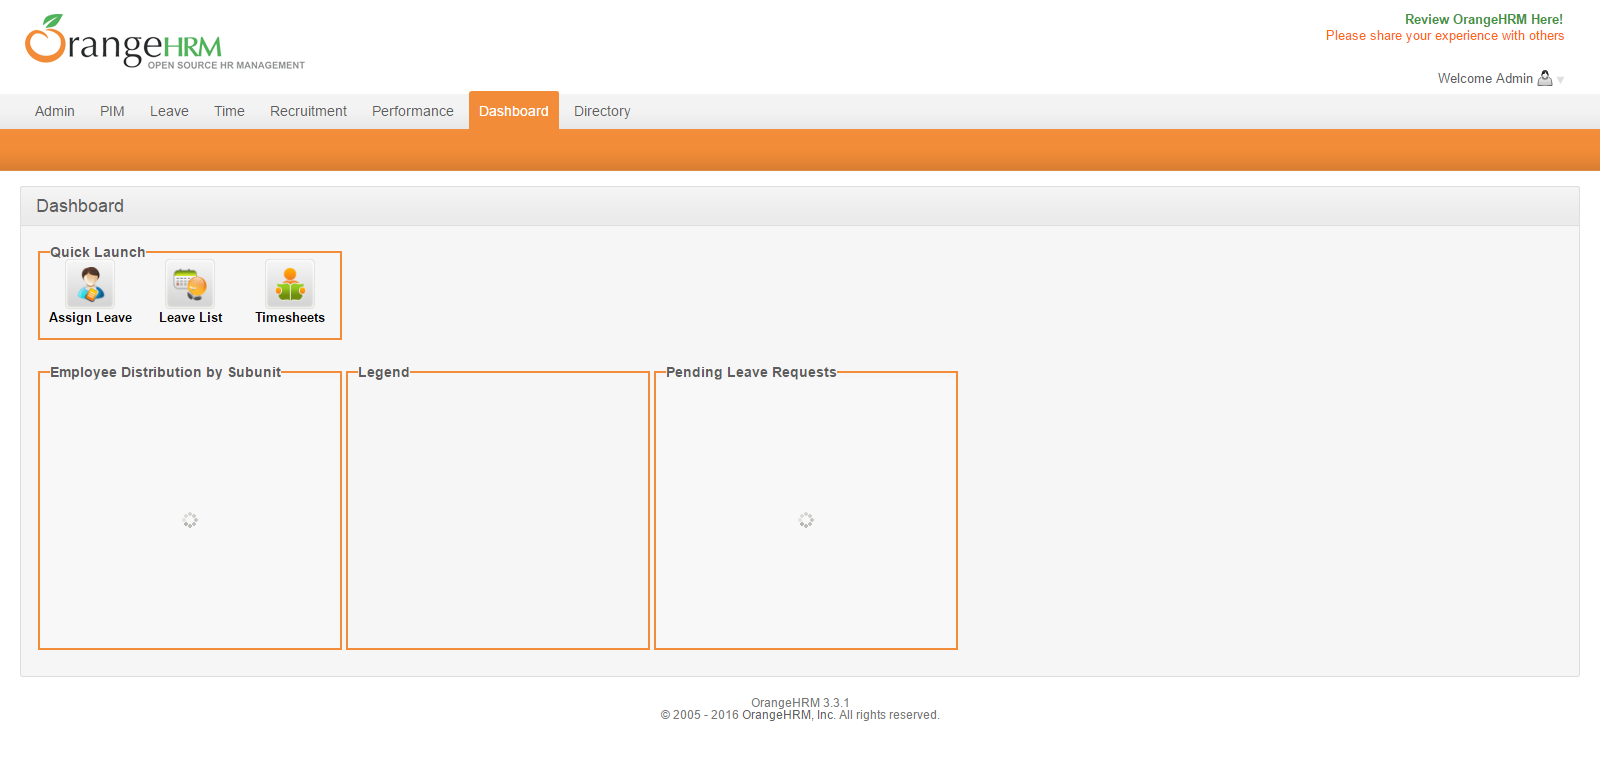 OrangeHRM
OPEN SOURCE HR MANAGEMENT
Review OrangeHRM Here!
Please share your experience with others
Welcome Admin
Admin PIM Leave Time Recruitment Performance Dashboard Directory
Dashboard
Quick Launch
Assign Leave Leave List Timesheets
Employee Distribution by Subunit Legend Pending Leave Requests
OrangeHRM 3.3.1
© 2005 - 2016 OrangeHRM, Inc. All rights reserved.